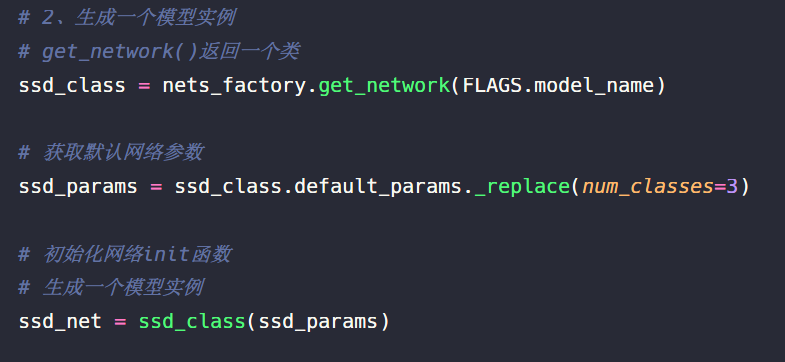 # 2、生成一个模型实例
# get_network()返回一个类
ssd_class = nets_factory.get_network(FLAGS.model_name)
# 获取默认网络参数
ssd_params = ssd_class.default_params._replace(num_classes=3)
# 初始化网络init函数
# 生成一个模型实例
ssd_net = ssd_class(ssd_params)